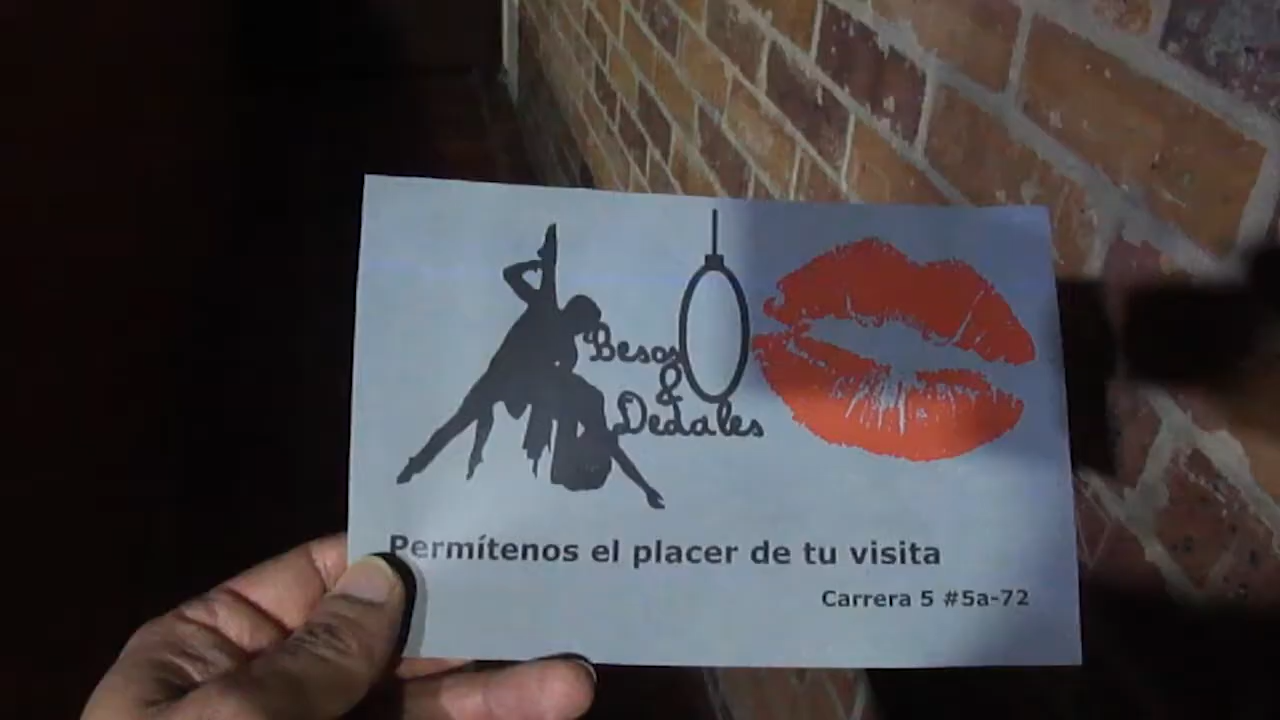 Besos
&
Dedales
Permítenos el placer de tu visita
Carrera 5 #5a-72